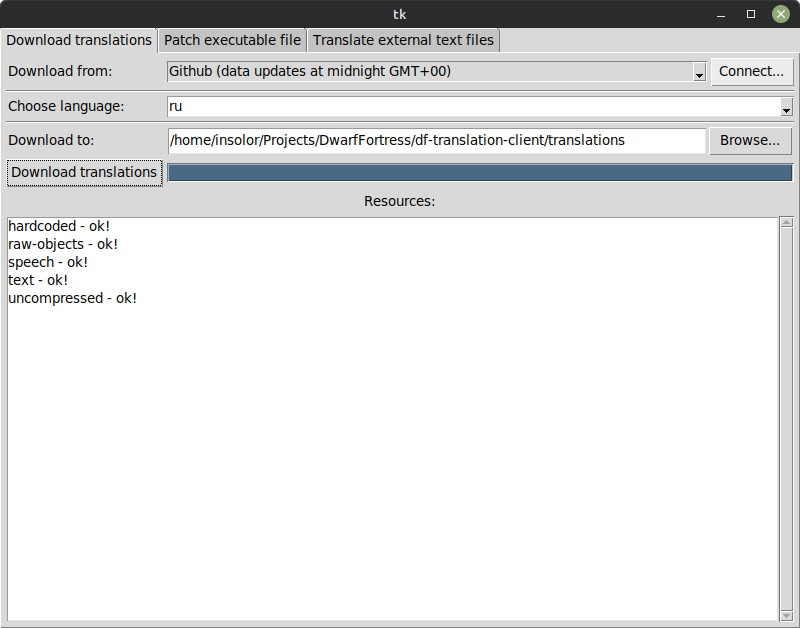 tk
Download translations Patch executable file Translate external text files
Download from: Github (data updates at midnight GMT+00) Connect...
Choose language: ru
Download to: /home/insolor/Projects/DwarfFortress/df-translation-client/translations Browse...
Download translations
Resources:
hardcoded - ok!
raw-objects - ok!
speech - ok!
text - ok!
uncompressed - ok!